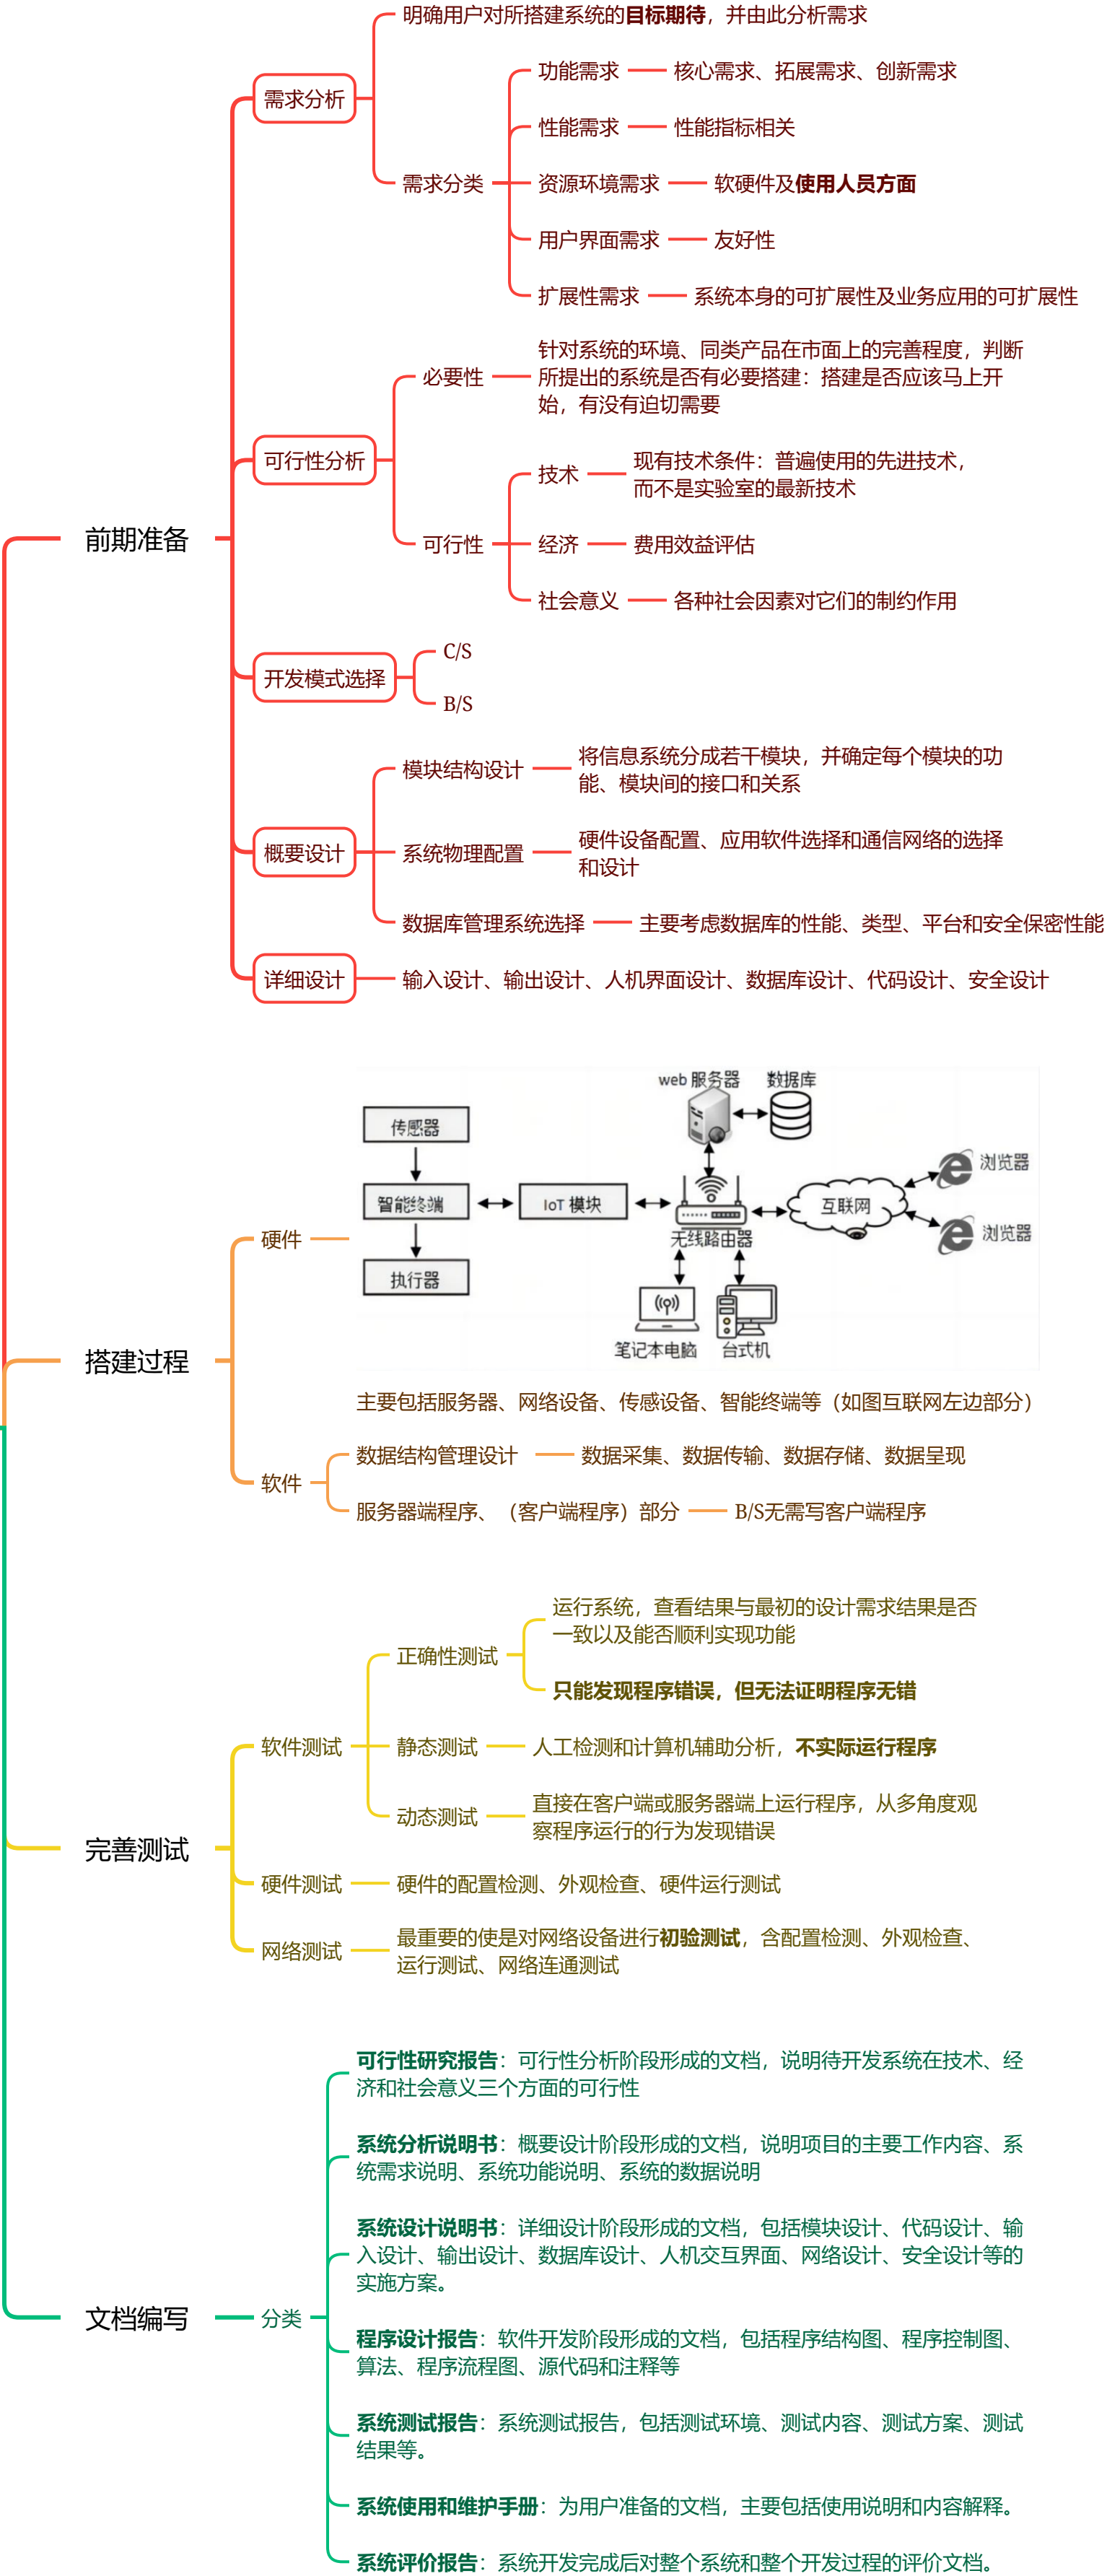 明确用户对所搭建系统的目标期待，并由此分析需求
需求分析
需求分类
功能需求
核心需求、拓展需求、创新需求
性能需求
性能指标相关
资源环境需求
软硬件及使用人员方面
用户界面需求
友好性
扩展性需求
系统本身的可扩展性及业务应用的可扩展性
前期准备
可行性分析
必要性
针对系统的环境、同类产品在市面上的完善程度，判断
所提出的系统是否有必要搭建：搭建是否应该马上开
始，有没有迫切需要
可行性
技术
现有技术条件：普遍使用的先进技术，
而不是实验室的最新技术
经济
费用效益评估
社会意义
各种社会因素对它们的制约作用
开发模式选择
C/S
B/S
概要设计
模块结构设计
将信息系统分成若干模块，并确定每个模块的功
能、模块间的接口和关系
系统物理配置
硬件设备配置、应用软件选择和通信网络的选择
和设计
数据库管理系统选择
主要考虑数据库的性能、类型、平台和安全保密性能
详细设计
输入设计、输出设计、人机界面设计、数据库设计、代码设计、安全设计
搭建过程
硬件
web 服务器
数据库
传感器
智能终端
执行器
IoT 模块
无线路由器
互联网
浏览器
浏览器
笔记本电脑
台式机
主要包括服务器、网络设备、传感设备、智能终端等（如图互联网左边部分）
软件
数据结构管理设计
数据采集、数据传输、数据存储、数据呈现
服务器端程序、（客户端程序）部分
B/S无需写客户端程序
完善测试
软件测试
正确性测试
运行系统，查看结果与最初的设计需求结果是否
一致以及能否顺利实现功能
只能发现程序错误，但无法证明程序无错
静态测试
人工检测和计算机辅助分析，不实际运行程序
动态测试
直接在客户端或服务器端上运行程序，从多角度观
察程序运行的行为发现错误
硬件测试
硬件的配置检测、外观检查、硬件运行测试
网络测试
最重要的使是对网络设备进行初验测试，含配置检测、外观检查、
运行测试、网络连通测试
文档编写
分类
可行性研究报告：可行性分析阶段形成的文档，说明待开发系统在技术、经
济和社会意义三个方面的可行性
系统分析说明书：概要设计阶段形成的文档，说明项目的主要工作内容、系
统需求说明、系统功能说明、系统的数据说明
系统设计说明书：详细设计阶段形成的文档，包括模块设计、代码设计、输
入设计、输出设计、数据库设计、人机交互界面、网络设计、安全设计等的
实施方案。
程序设计报告：软件开发阶段形成的文档，包括程序结构图、程序控制图、
算法、程序流程图、源代码和注释等
系统测试报告：系统测试报告，包括测试环境、测试内容、测试方案、测试
结果等。
系统使用和维护手册：为用户准备的文档，主要包括使用说明和内容解释。
系统评价报告：系统开发完成后对整个系统和整个开发过程的评价文档。